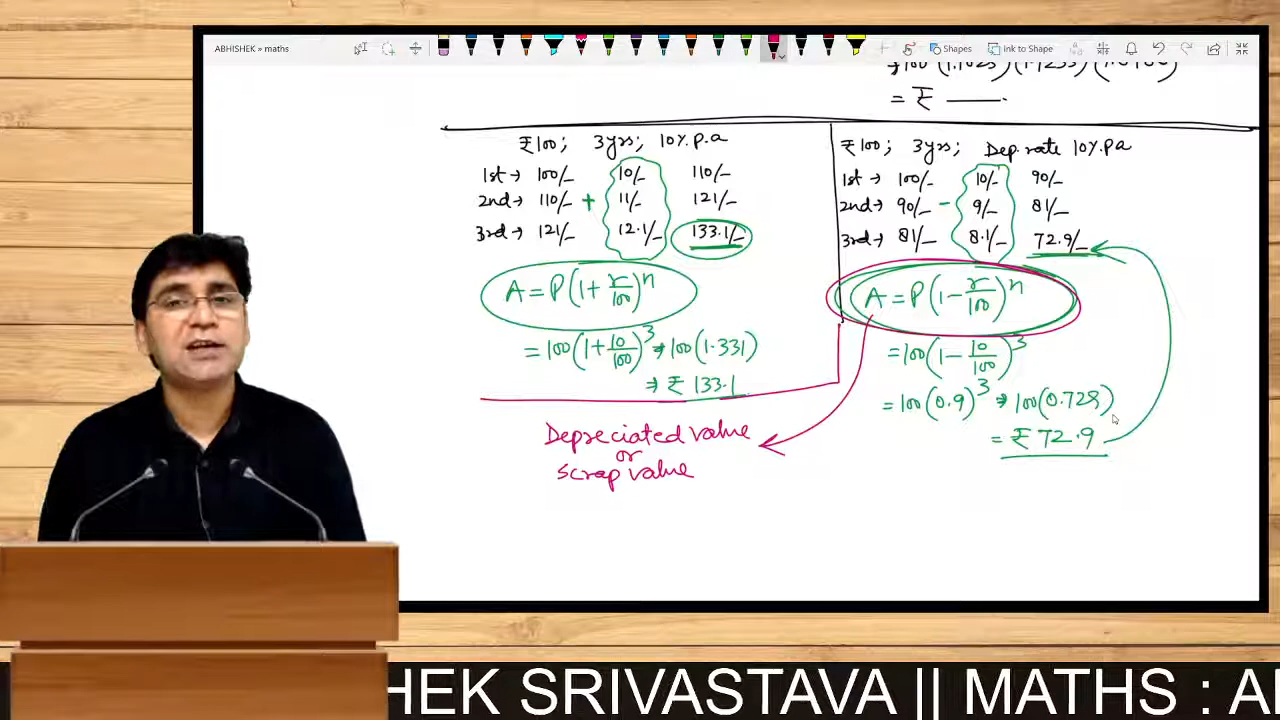 ABHISHEK » maths
Shapes
Ink to Shape
= ₹ ——
₹100; 3yrs; 10%.p.a
1st → 100/- 10/- 110/-
2nd → 110/- + 11/- 121/-
3rd → 121/- 12.1/- 133.1/-
A = P(1 + r/100)^n
= 100(1 + 10/100)^3 → 100(1.331)
⇒ ₹ 133.1
Depreciated value
or
scrap value
₹100; 3yrs; Dep. rate 10%.pa
1st → 100/- 10/- 90/-
2nd → 90/- - 9/- 81/-
3rd → 81/- 8.1/- 72.9/-
A = P(1 - r/100)^n
= 100(1 - 10/100)^3
= 100(0.9)^3 → 100(0.729)
= ₹72.9
HEK SRIVASTAVA || MATHS : A